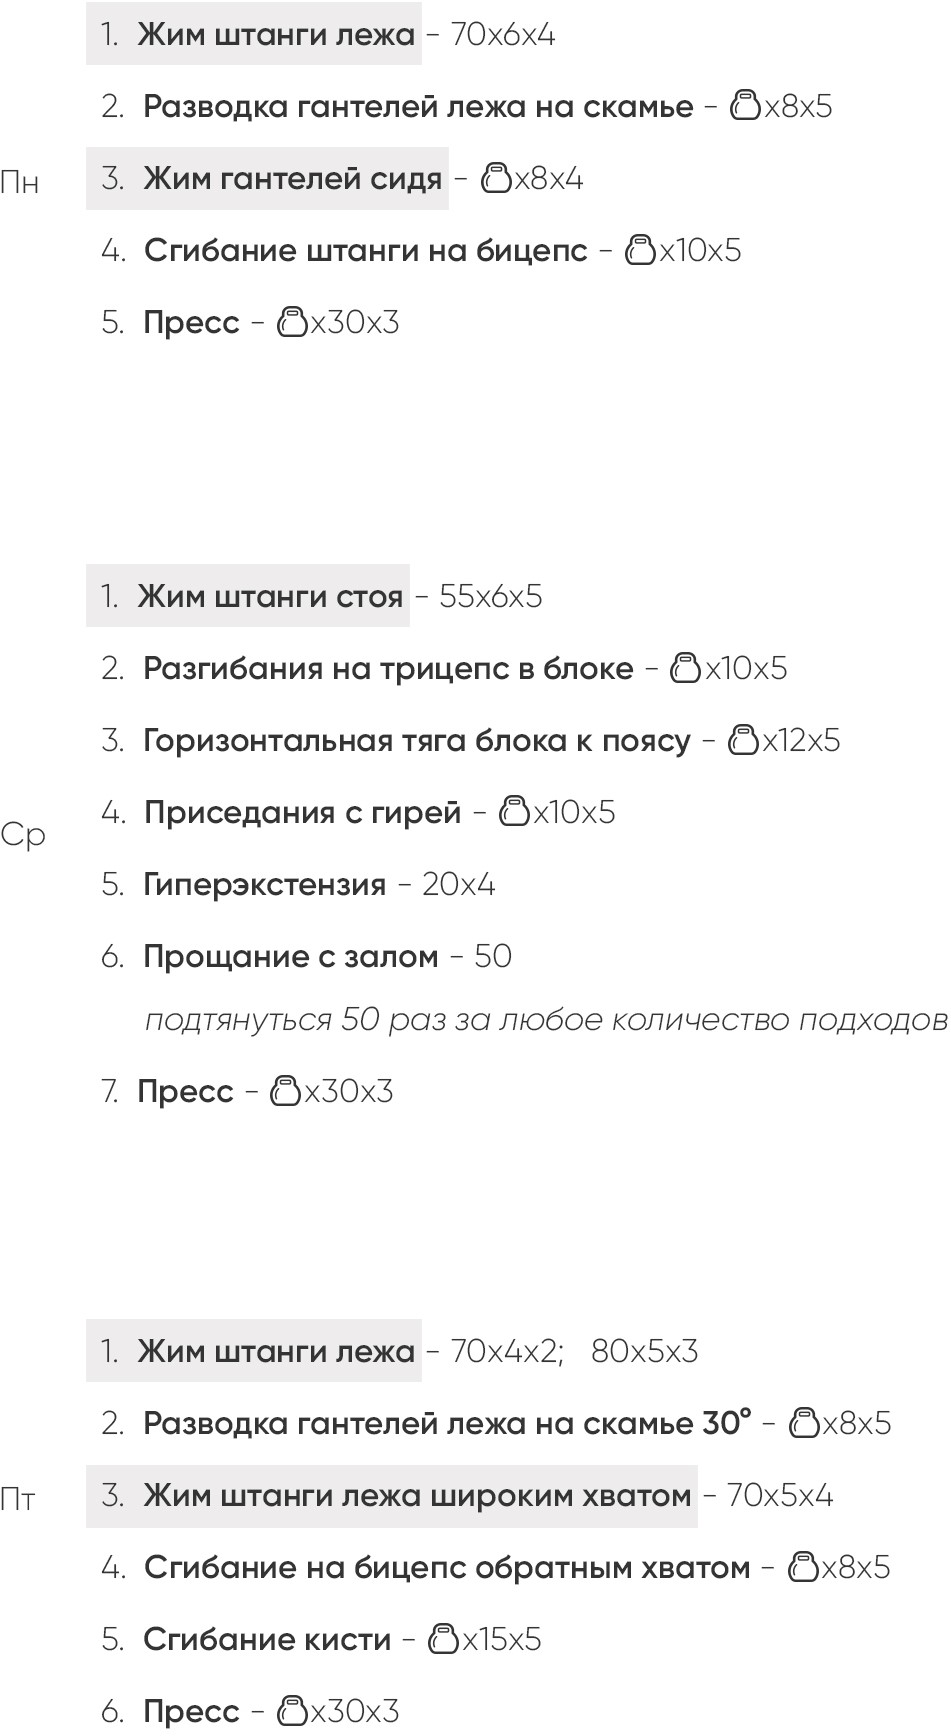 1. Жим штанги лежа - 70x6x4
2. Разводка гантелей лежа на скамье - x8x5
Пн
3. Жим гантелей сидя - x8x4
4. Сгибание штанги на бицепс - x10x5
5. Пресс - x30x3
1. Жим штанги стоя - 55x6x5
2. Разгибания на трицепс в блоке - x10x5
3. Горизонтальная тяга блока к поясу - x12x5
4. Приседания с гирей - x10x5
Ср
5. Гиперэкстензия - 20x4
6. Прощание с залом - 50
подтянуться 50 раз за любое количество подходов
7. Пресс - x30x3
1. Жим штанги лежа - 70x4x2; 80x5x3
2. Разводка гантелей лежа на скамье 30° - x8x5
Пт
3. Жим штанги лежа широким хватом - 70x5x4
4. Сгибание на бицепс обратным хватом - x8x5
5. Сгибание кисти - x15x5
6. Пресс - x30x3